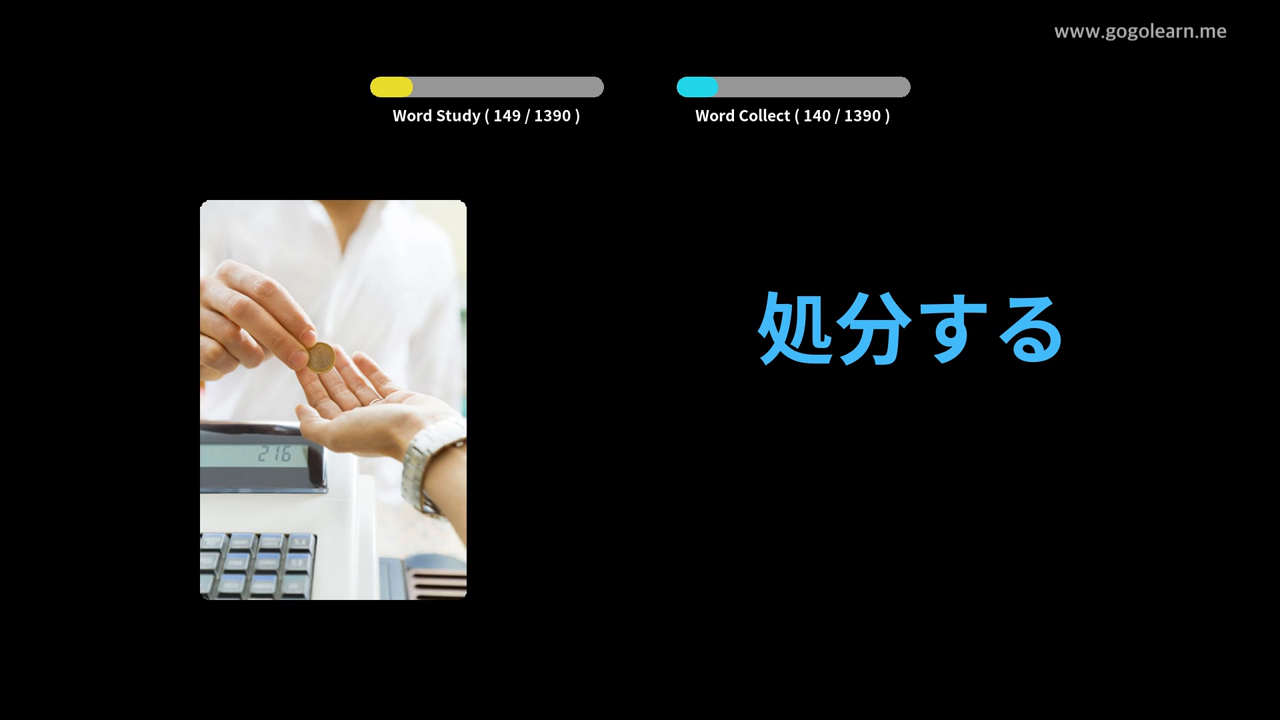 www.gogolearn.me
Word Study ( 149 / 1390 )
Word Collect ( 140 / 1390 )
処分する
216